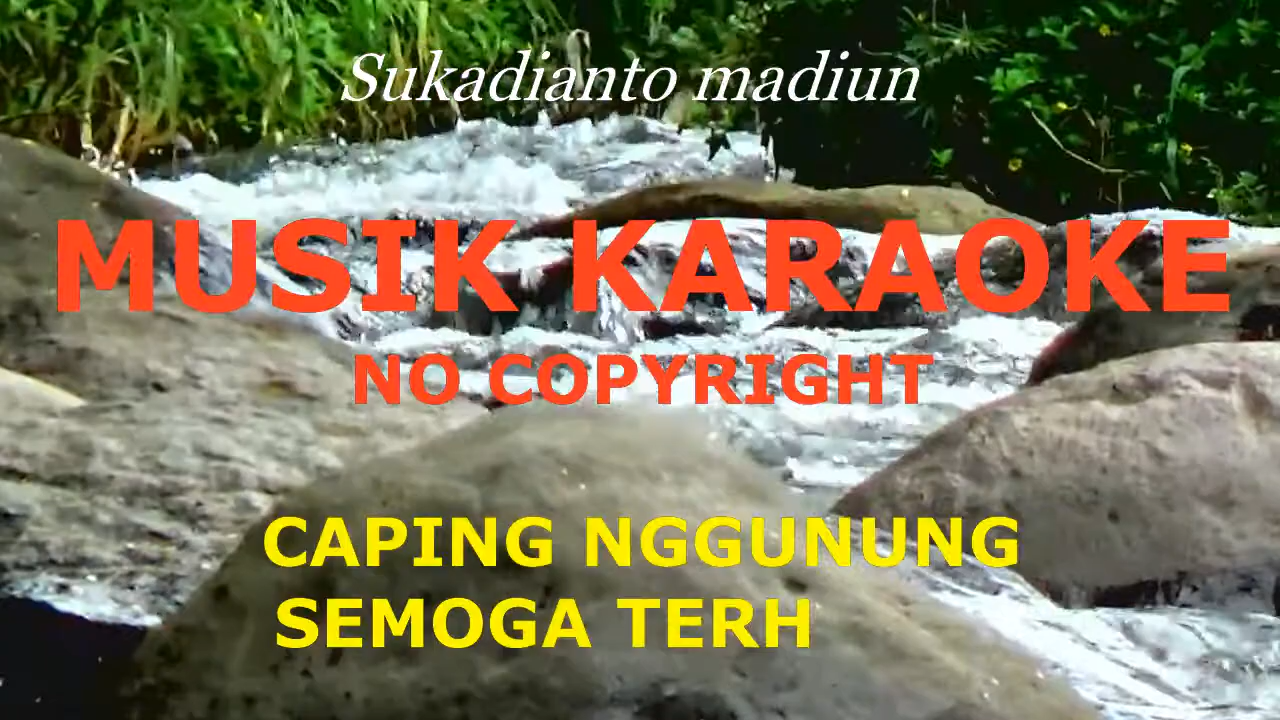 Sukadianto madiun
MUSIK KARAOKE
NO COPYRIGHT
CAPING NGGUNUNG
SEMOGA TERH